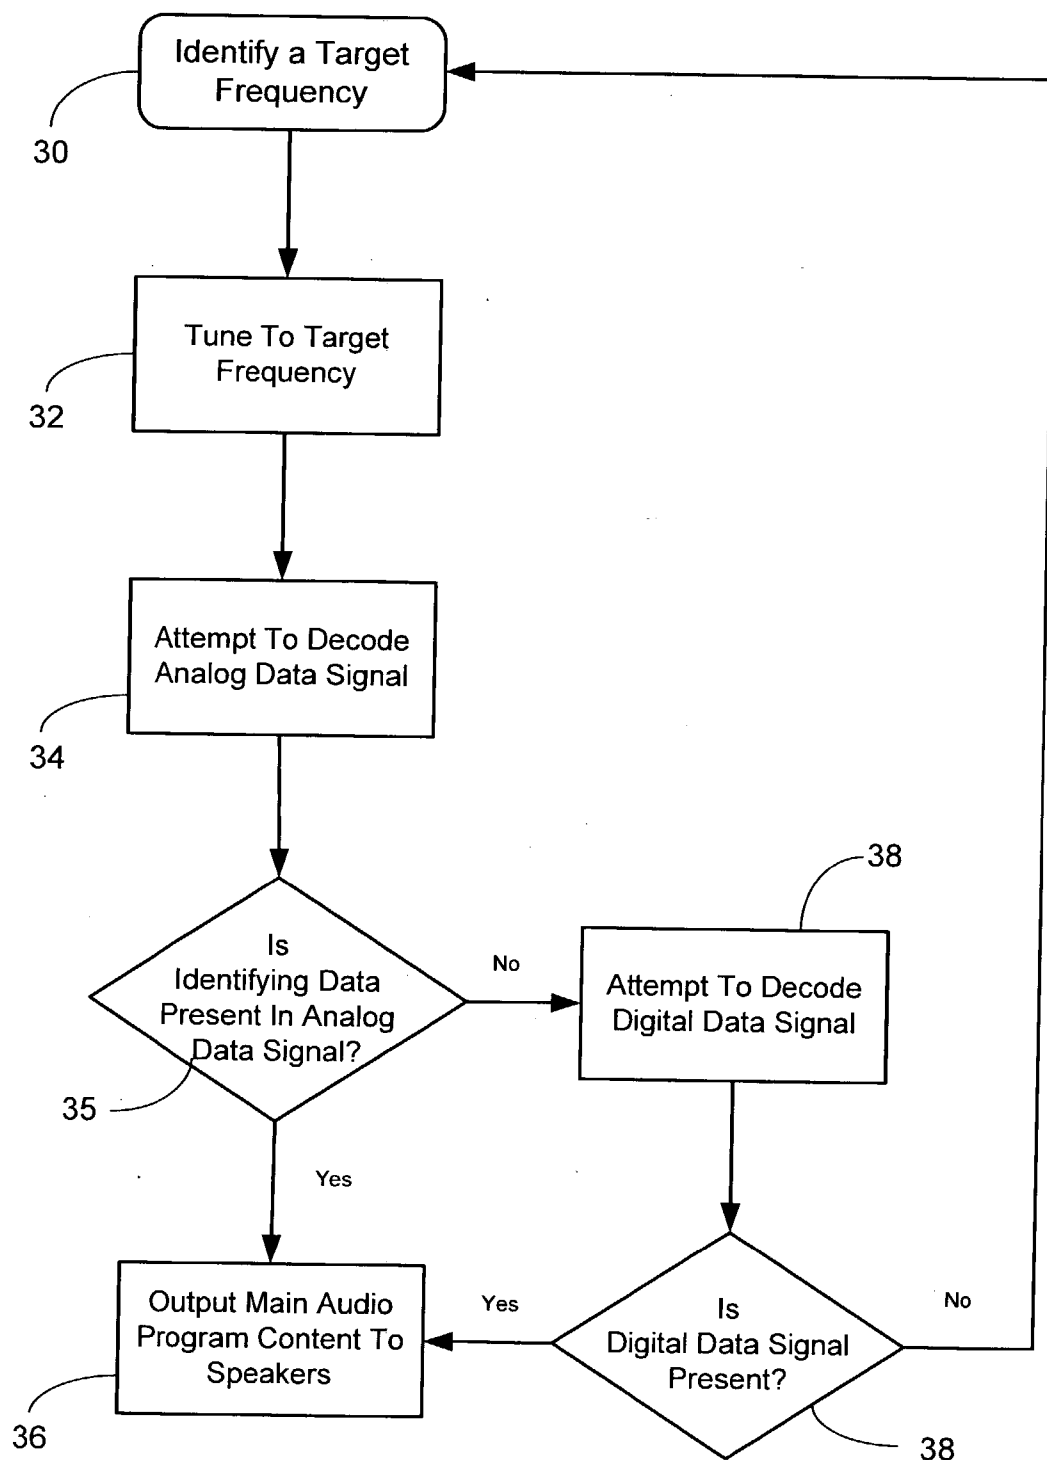 Identify a Target
Frequency
30
Tune To Target
Frequency
32
Attempt To Decode
Analog Data Signal
34
38
Is
Identifying Data
Present In Analog
Data Signal?
No
Attempt To Decode
Digital Data Signal
35
Yes
Output Main Audio
Program Content To
Speakers
Yes
Is
Digital Data Signal
Present?
No
36
38